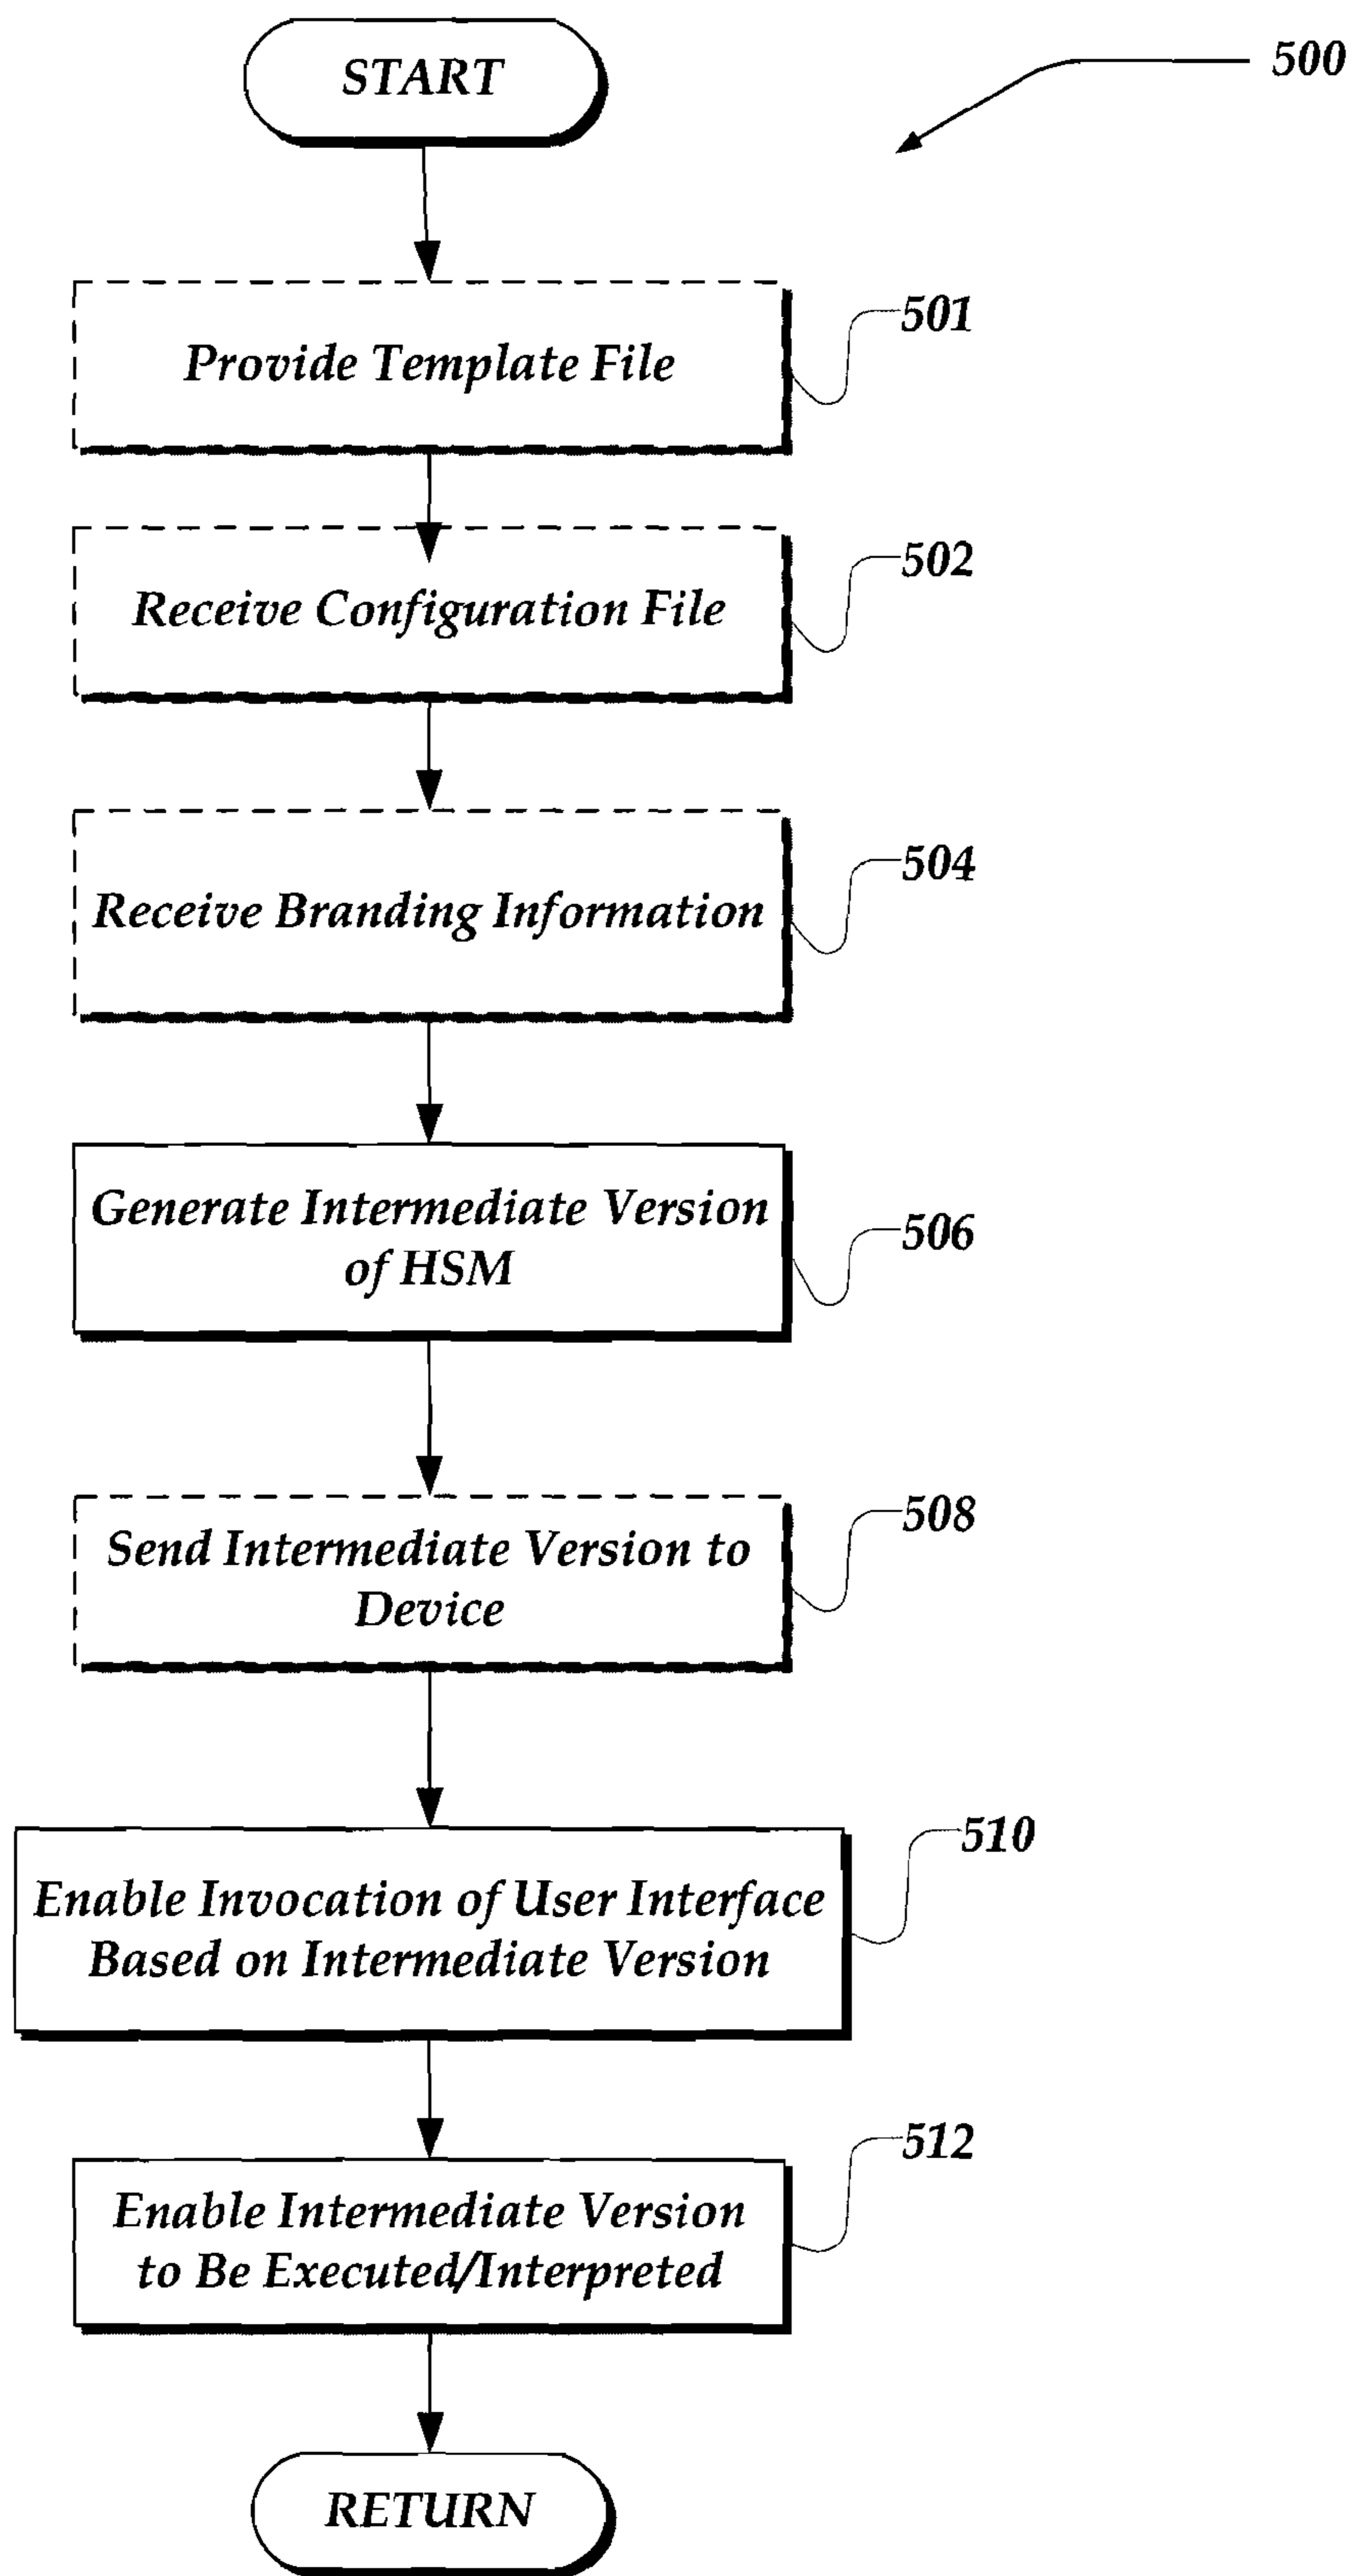 START
500
Provide Template File
501
Receive Configuration File
502
Receive Branding Information
504
Generate Intermediate Version
of HSM
506
Send Intermediate Version to
Device
508
Enable Invocation of User Interface
Based on Intermediate Version
510
Enable Intermediate Version
to Be Executed/Interpreted
512
RETURN